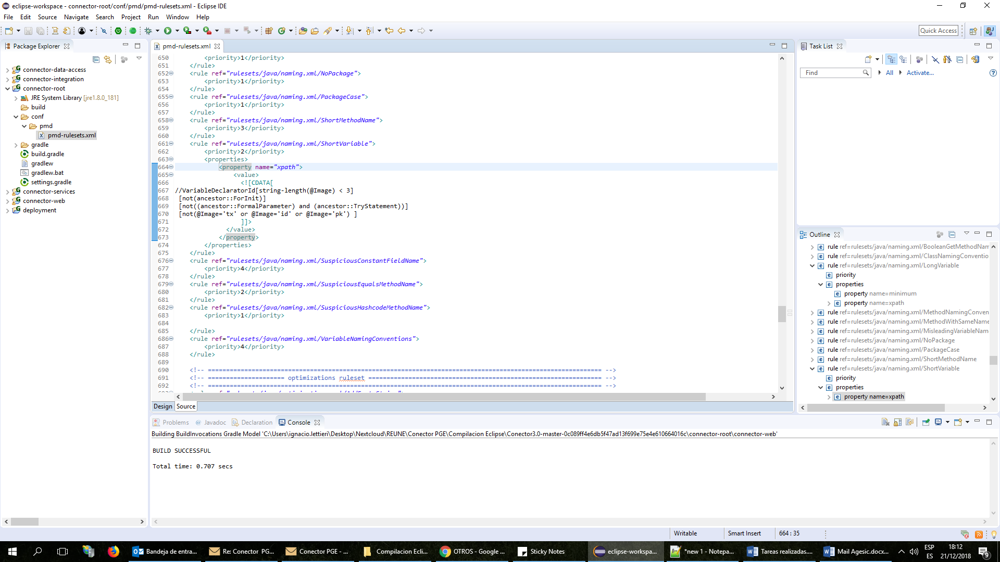 eclipse-workspace - connector-root/conf/pmd/pmd-rulesets.xml - Eclipse IDE
File Edit Source Navigate Search Project Run Window Help
Quick Access
Package Explorer
connector-data-access
connector-integration
connector-root
JRE System Library [jre1.8.0_181]
build
conf
pmd
pmd-rulesets.xml
gradle
build.gradle
gradlew
gradlew.bat
settings.gradle
connector-services
connector-web
deployment
pmd-rulesets.xml
650 <priority>1</priority>
651 </rule>
652 <rule ref="rulesets/java/naming.xml/NoPackage">
653 <priority>1</priority>
654 </rule>
655 <rule ref="rulesets/java/naming.xml/PackageCase">
656 <priority>1</priority>
657 </rule>
658 <rule ref="rulesets/java/naming.xml/ShortMethodName">
659 <priority>3</priority>
660 </rule>
661 <rule ref="rulesets/java/naming.xml/ShortVariable">
662 <priority>2</priority>
663 <properties>
664 <property name="xpath">
665 <value>
666 <![CDATA[
667 //VariableDeclaratorId[string-length(@Image) < 3]
668 [not(ancestor::ForInit)]
669 [not((ancestor::FormalParameter) and (ancestor::TryStatement))]
670 [not(@Image='tx' or @Image='id' or @Image='pk') ]
671 ]]>
672 </value>
673 </property>
674 </properties>
675 </rule>
676 <rule ref="rulesets/java/naming.xml/SuspiciousConstantFieldName">
677 <priority>4</priority>
678 </rule>
679 <rule ref="rulesets/java/naming.xml/SuspiciousEqualsMethodName">
680 <priority>2</priority>
681 </rule>
682 <rule ref="rulesets/java/naming.xml/SuspiciousHashcodeMethodName">
683 <priority>1</priority>
684
685 </rule>
686 <rule ref="rulesets/java/naming.xml/VariableNamingConventions">
687 <priority>4</priority>
688 </rule>
689
690 <!-- ============================================================================================================ -->
691 <!-- ===================== optimizations ruleset ================================================================ -->
692 <!-- ============================================================================================================ -->
Design Source
Task List
Find All Activate...
Outline
rule ref=rulesets/java/naming.xml/BooleanGetMethodNam
rule ref=rulesets/java/naming.xml/ClassNamingConventio
rule ref=rulesets/java/naming.xml/LongVariable
priority
properties
property name=minimum
property name=xpath
rule ref=rulesets/java/naming.xml/MethodNamingConven
rule ref=rulesets/java/naming.xml/MethodWithSameName
rule ref=rulesets/java/naming.xml/MisleadingVariableNam
rule ref=rulesets/java/naming.xml/NoPackage
rule ref=rulesets/java/naming.xml/PackageCase
rule ref=rulesets/java/naming.xml/ShortMethodName
rule ref=rulesets/java/naming.xml/ShortVariable
priority
properties
property name=xpath
Problems Javadoc Declaration Console
Building BuildInvocations Gradle Model 'C:\Users\ignacio.lettieri\Desktop\Nextcloud\REUNE\Conector PGE\Compilacion Eclipse\Conector3.0-master-0c089ff4e6db5f47ad13f699e75e4e610664016c\connector-root\connector-web'
BUILD SUCCESSFUL
Total time: 0.707 secs
Writable Smart Insert 664 : 35
Bandeja de entra... Re: Conector PG... Conector PGE - ... Compilacion Ecli... OTROS - Google ... Sticky Notes eclipse-workspa... *new 1 - Notepa... Tareas realizadas.... Mail Agesic.docx...
ESP 18:12
ES 21/12/2018 9